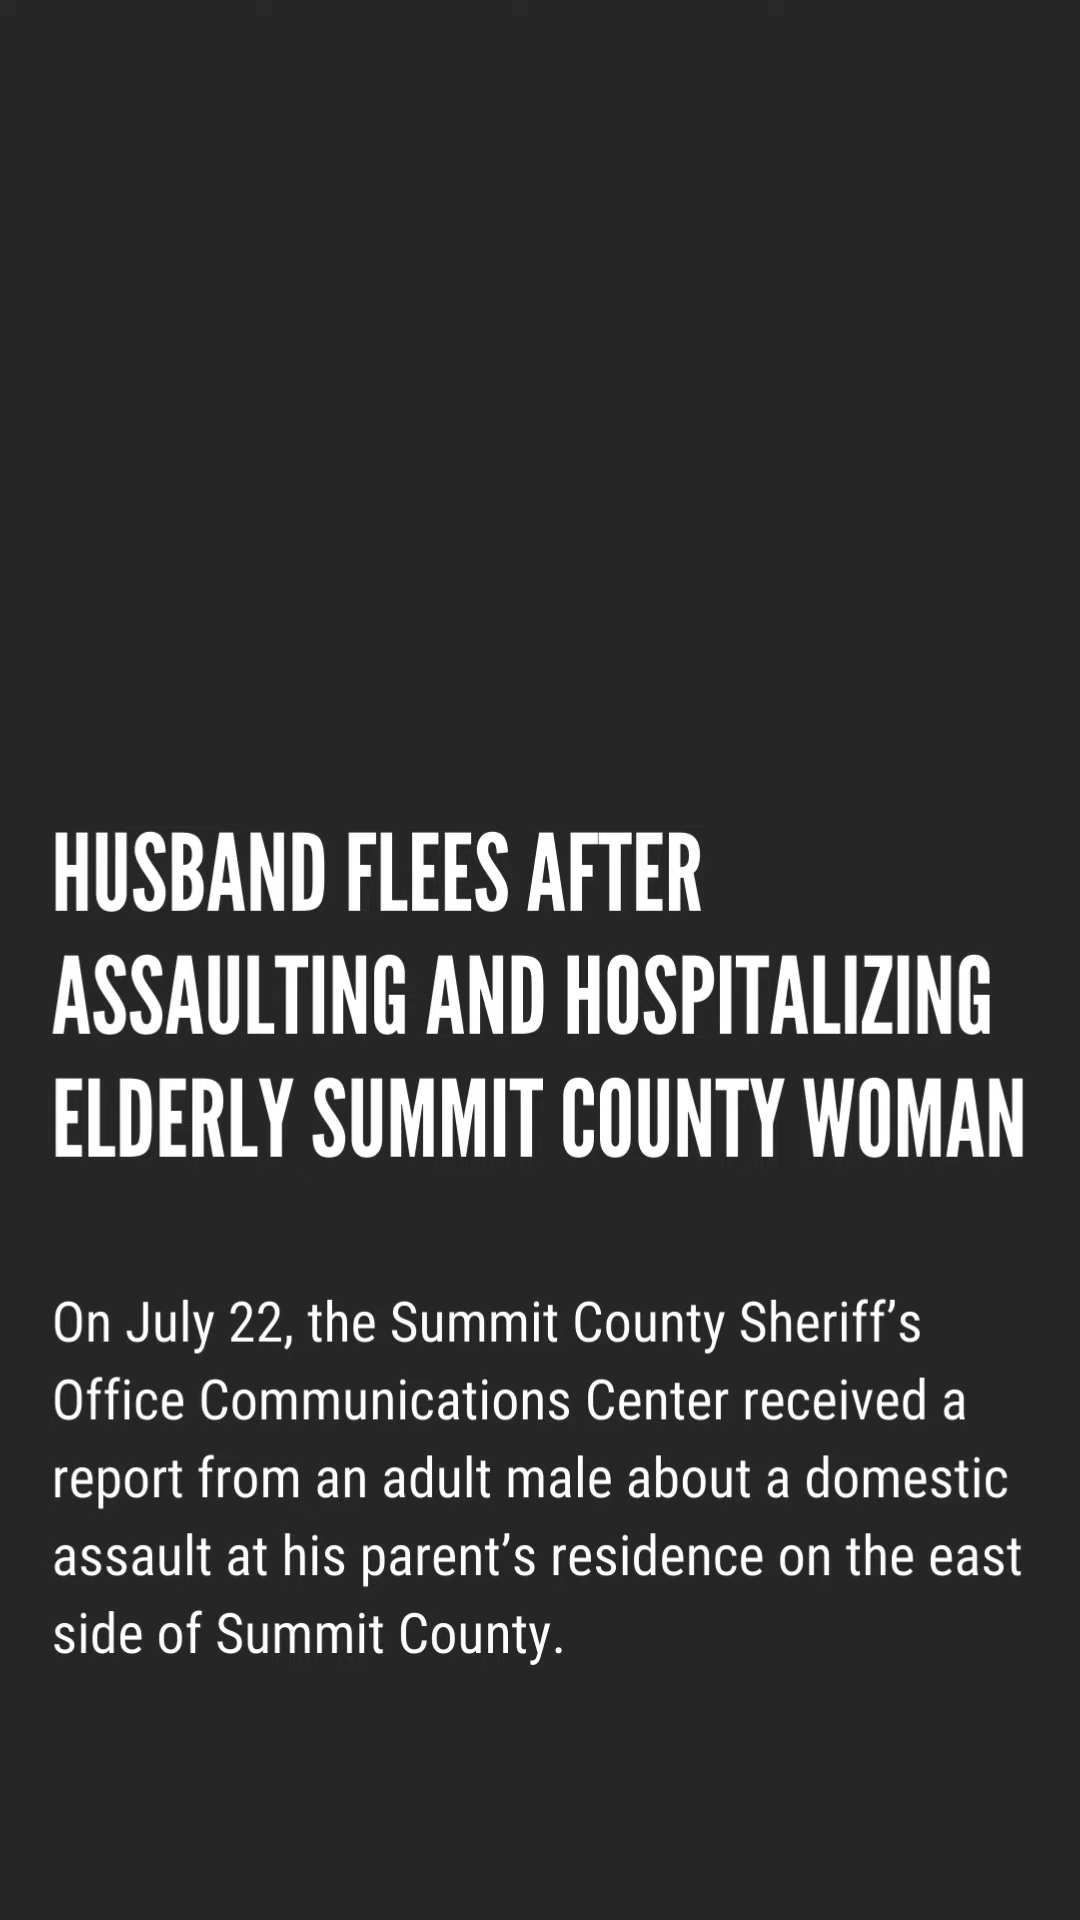 HUSBAND FLEES AFTER
ASSAULTING AND HOSPITALIZING
ELDERLY SUMMIT COUNTY WOMAN
On July 22, the Summit County Sheriff’s
Office Communications Center received a
report from an adult male about a domestic
assault at his parent’s residence on the east
side of Summit County.